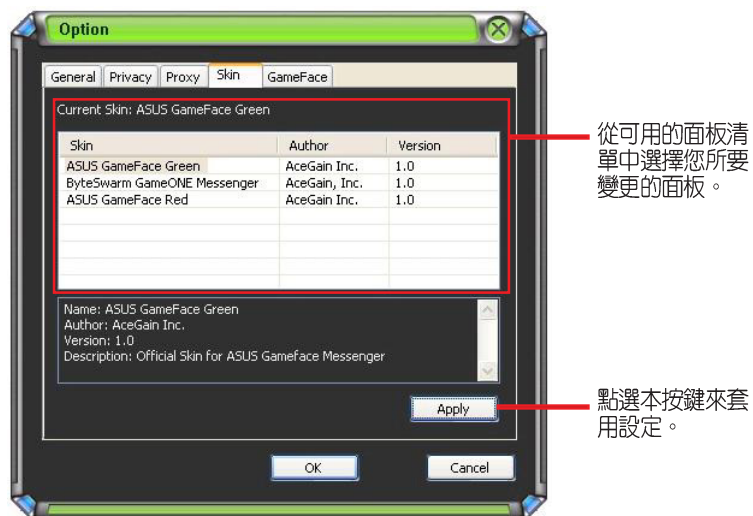 Option
General Privacy Proxy Skin GameFace
Current Skin: ASUS GameFace Green
Skin Author Version
ASUS GameFace Green AceGain Inc. 1.0
ByteSwarm GameONE Messenger AceGain, Inc. 1.0
ASUS GameFace Red AceGain Inc. 1.0
Name: ASUS GameFace Green
Author: AceGain Inc.
Version: 1.0
Description: Official Skin for ASUS Gameface Messenger
Apply
OK Cancel
從可用的面板清
單中選擇您所要
變更的面板。
點選本按鍵來套
用設定。